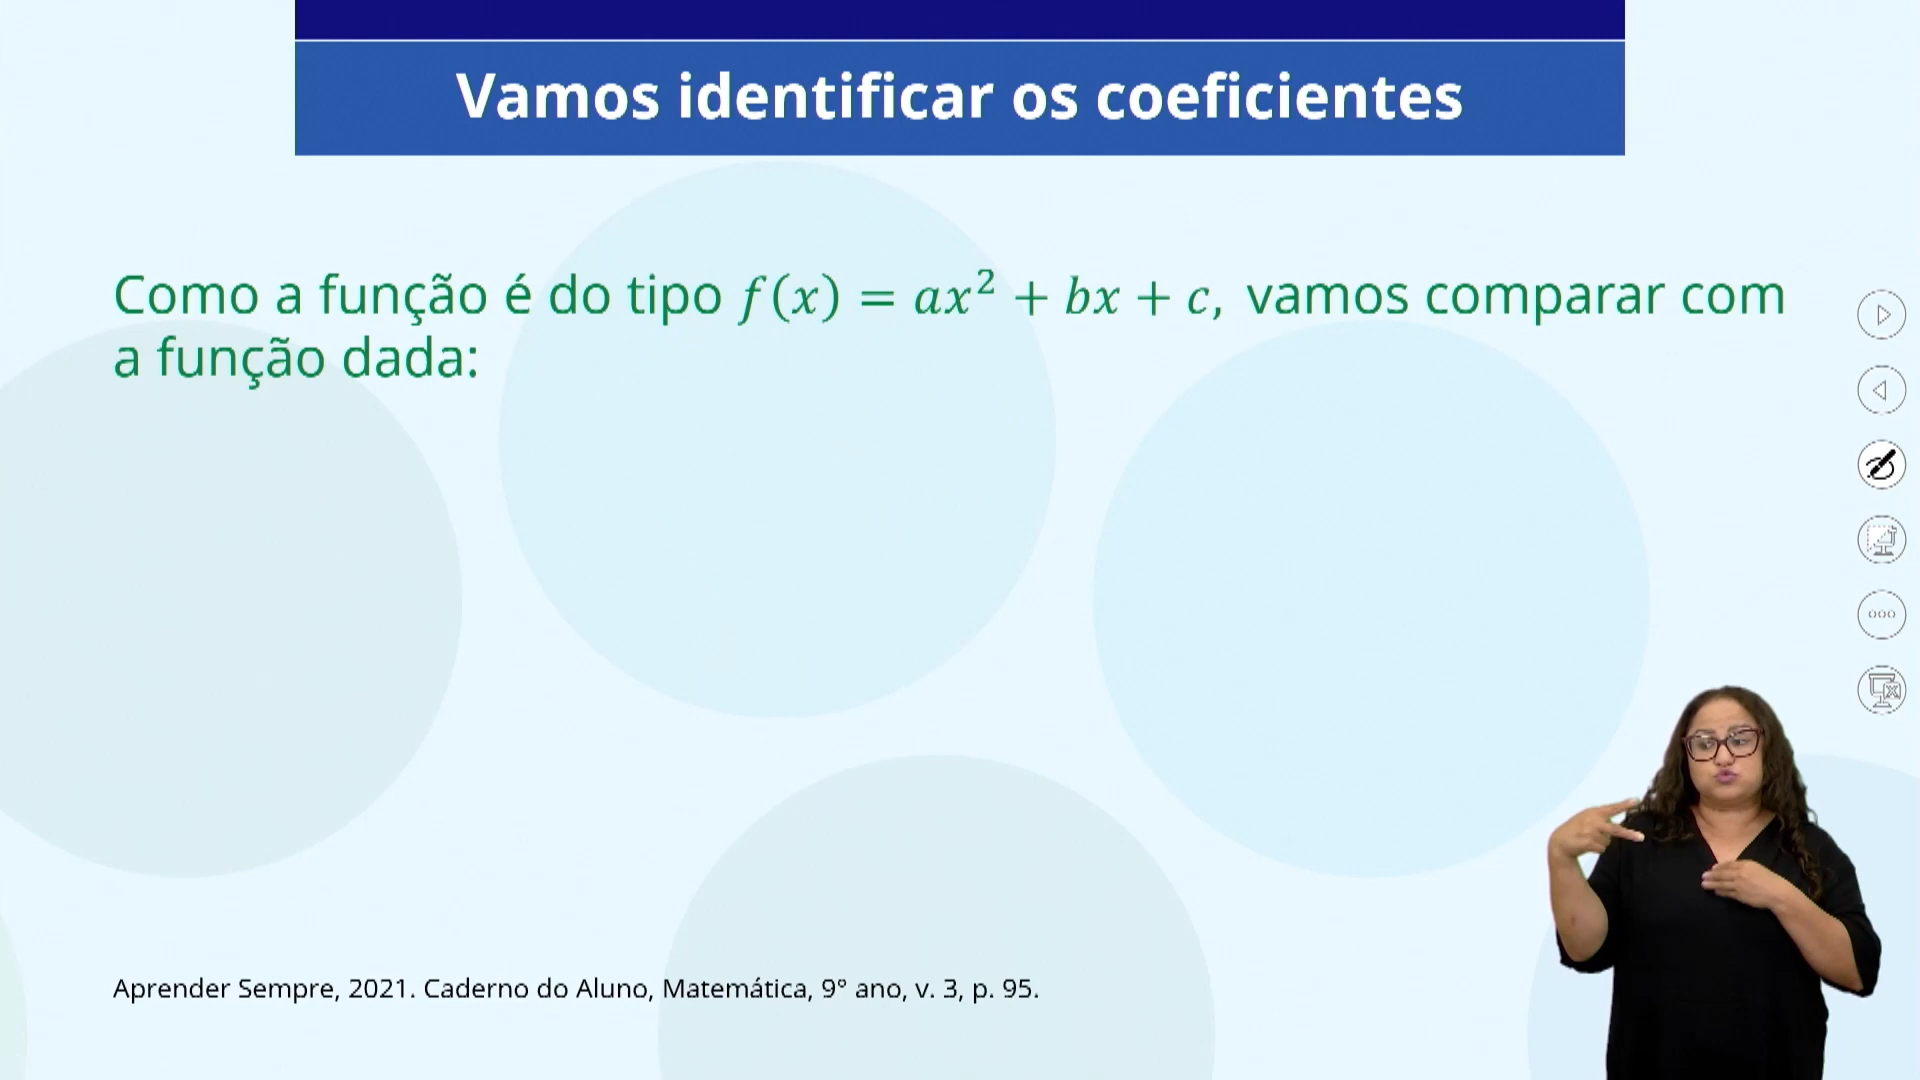 Vamos identificar os coeficientes
Como a função é do tipo f(x) = ax² + bx + c, vamos comparar com
a função dada:
Aprender Sempre, 2021. Caderno do Aluno, Matemática, 9° ano, v. 3, p. 95.